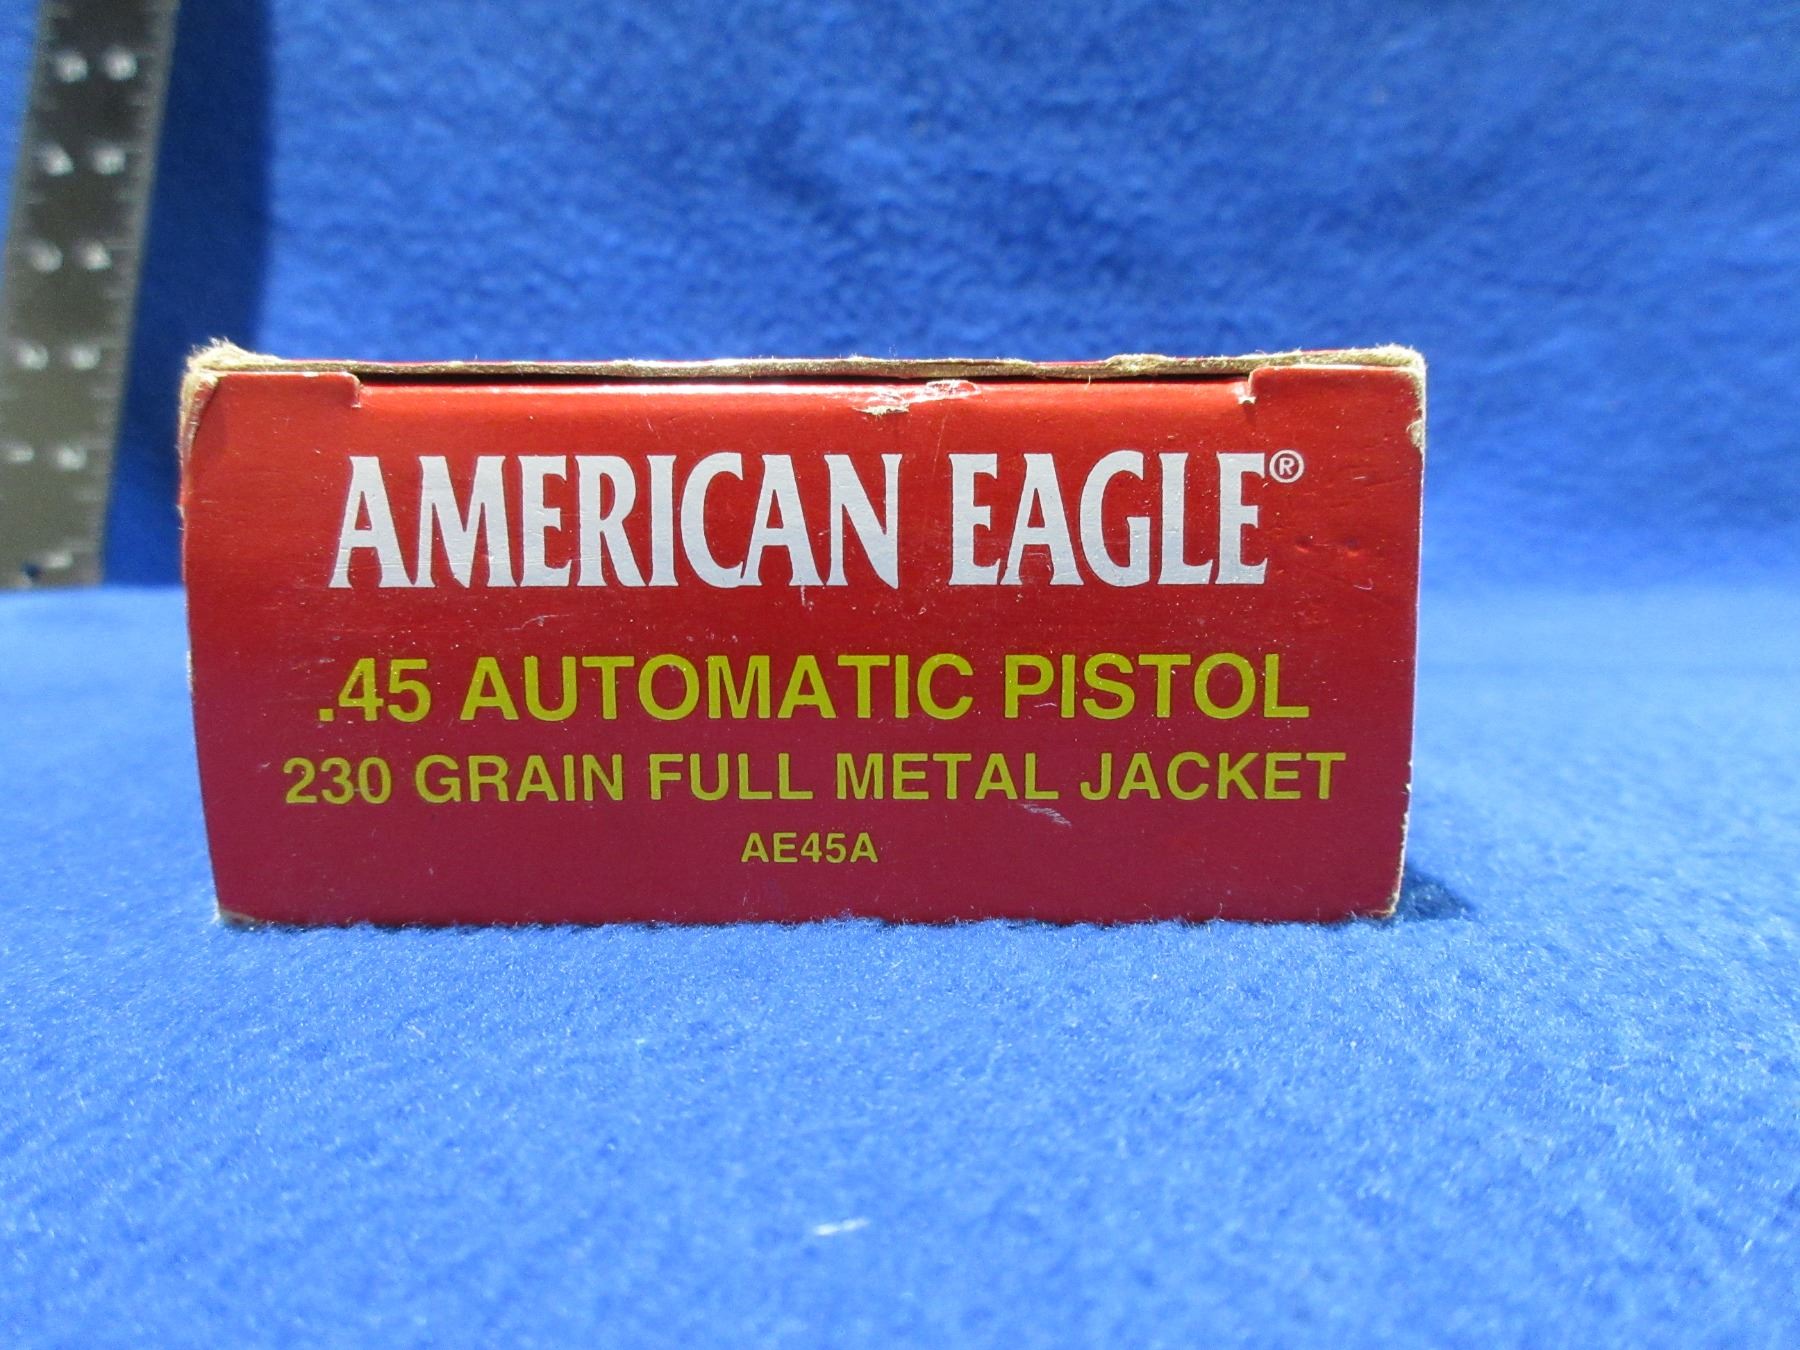 AMERICAN EAGLE®
.45 AUTOMATIC PISTOL
230 GRAIN FULL METAL JACKET
AE45A